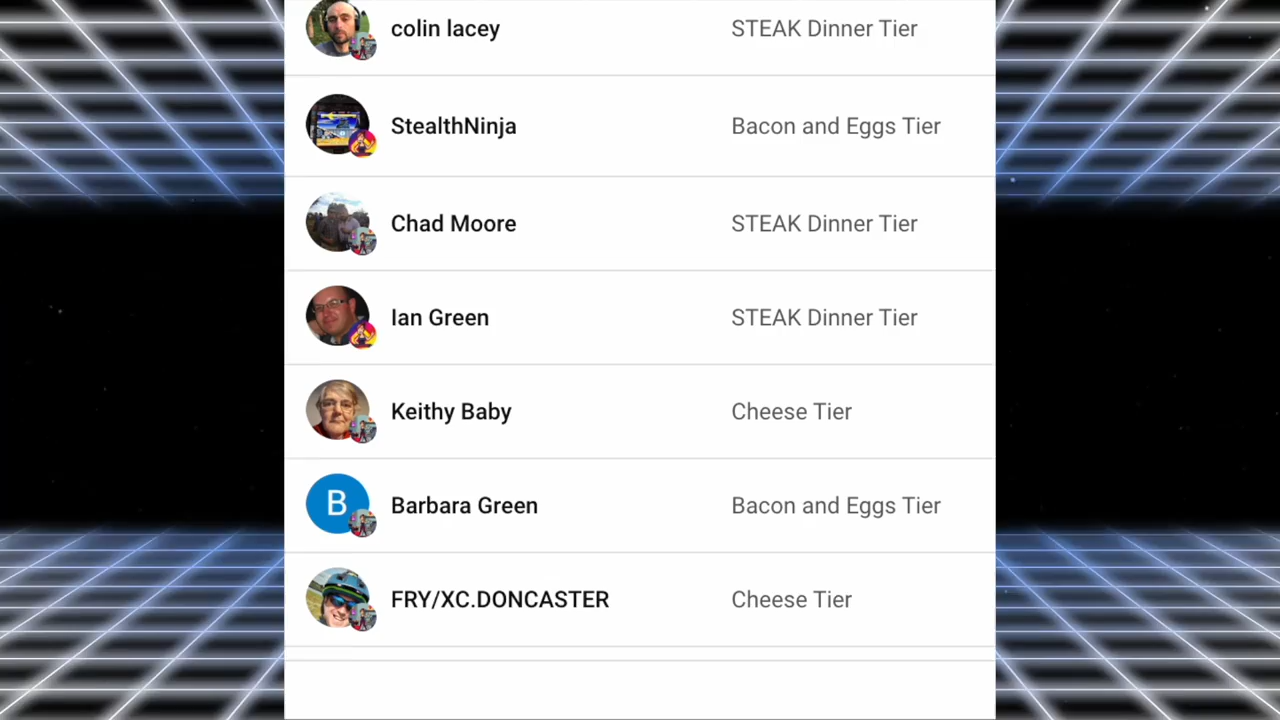 colin lacey STEAK Dinner Tier
StealthNinja Bacon and Eggs Tier
Chad Moore STEAK Dinner Tier
Ian Green STEAK Dinner Tier
Keithy Baby Cheese Tier
B Barbara Green Bacon and Eggs Tier
FRY/XC.DONCASTER Cheese Tier